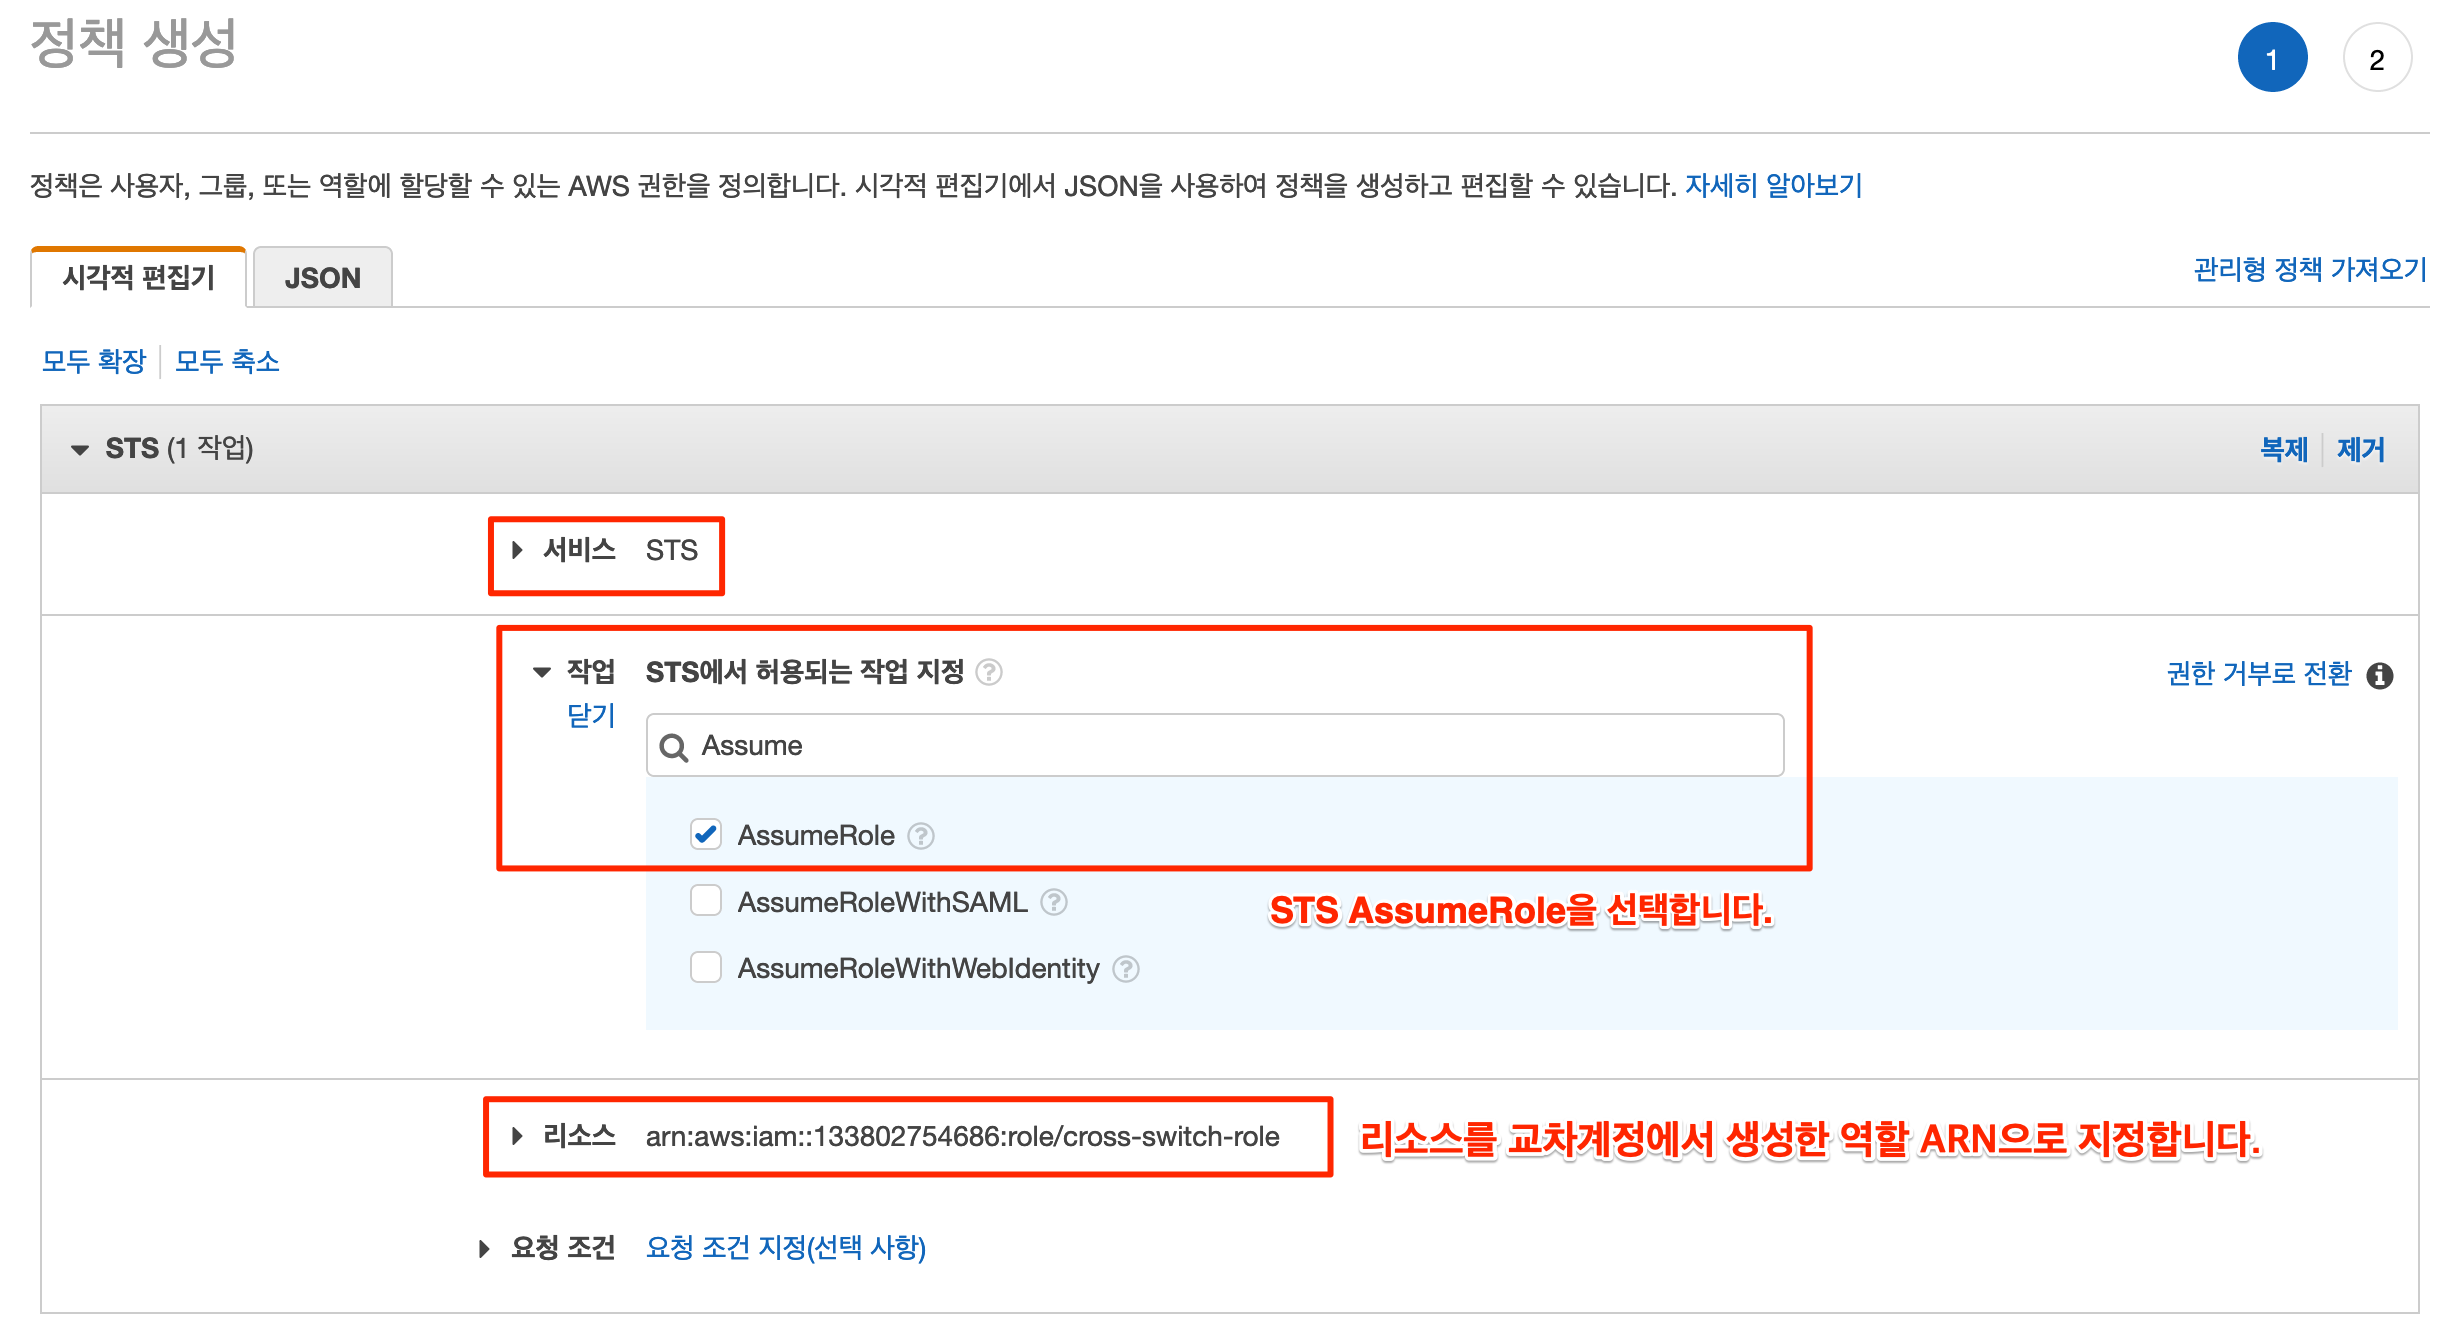 정책 생성
1
2
정책은 사용자, 그룹, 또는 역할에 할당할 수 있는 AWS 권한을 정의합니다. 시각적 편집기에서 JSON을 사용하여 정책을 생성하고 편집할 수 있습니다. 자세히 알아보기
시각적 편집기
JSON
관리형 정책 가져오기
모두 확장
모두 축소
STS (1 작업)
복제
제거
서비스 STS
작업 STS에서 허용되는 작업 지정
권한 거부로 전환
닫기
Assume
AssumeRole
AssumeRoleWithSAML
STS AssumeRole을 선택합니다.
AssumeRoleWithWebIdentity
리소스 arn:aws:iam::133802754686:role/cross-switch-role
리소스를 교차계정에서 생성한 역할 ARN으로 지정합니다.
요청 조건 요청 조건 지정(선택 사항)